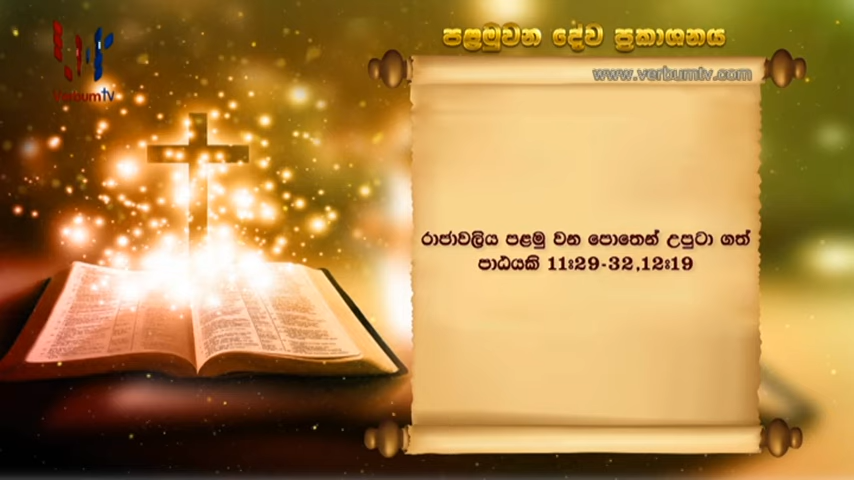 Verbumtv
පළමුවන දේව ප්‍රකාශනය
www.verbumtv.com
රාජාවලිය පළමු වන පොතෙන් උපුටා ගත්
පාඨයකි 11:29-32,12:19